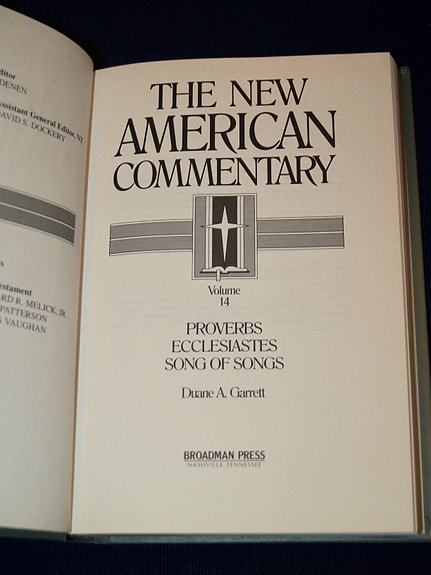 ditor
DENEN
Assistant General Editor, NT
DAVID S. DOCKERY
s
estament
ARD R. MELICK, JR.
PATTERSON
VAUGHAN
THE NEW
AMERICAN
COMMENTARY
Volume
14
PROVERBS
ECCLESIASTES
SONG OF SONGS
Duane A. Garrett
BROADMAN PRESS
NASHVILLE, TENNESSEE